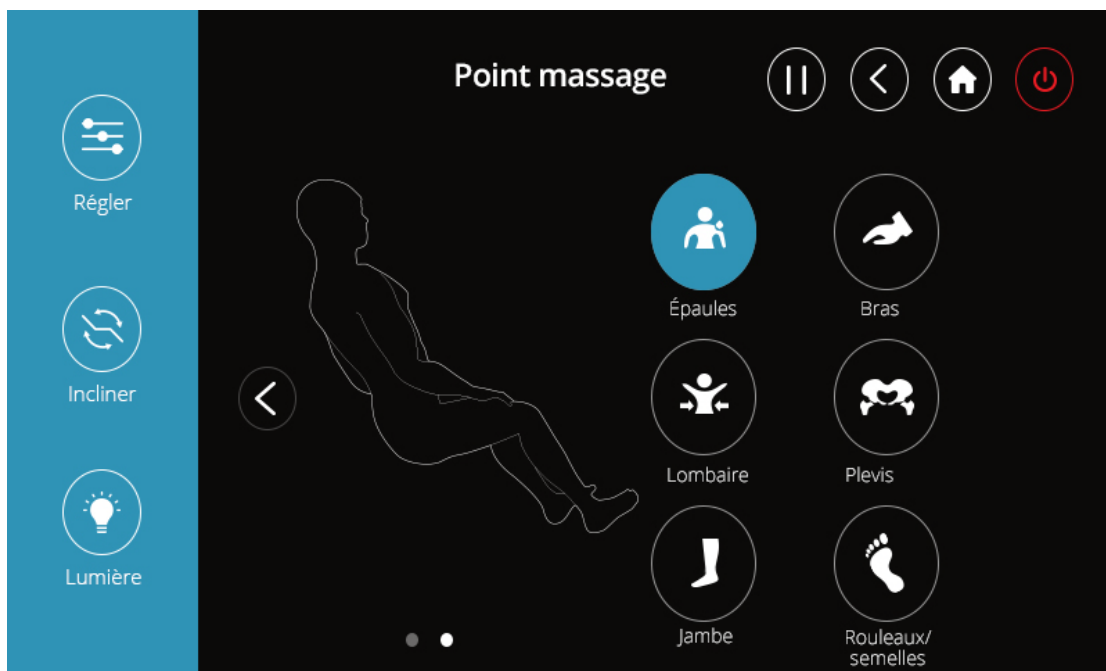 Point massage
Régler
Incliner
Lumière
Épaules
Bras
Lombaire
Plevis
Jambe
Rouleaux/
semelles